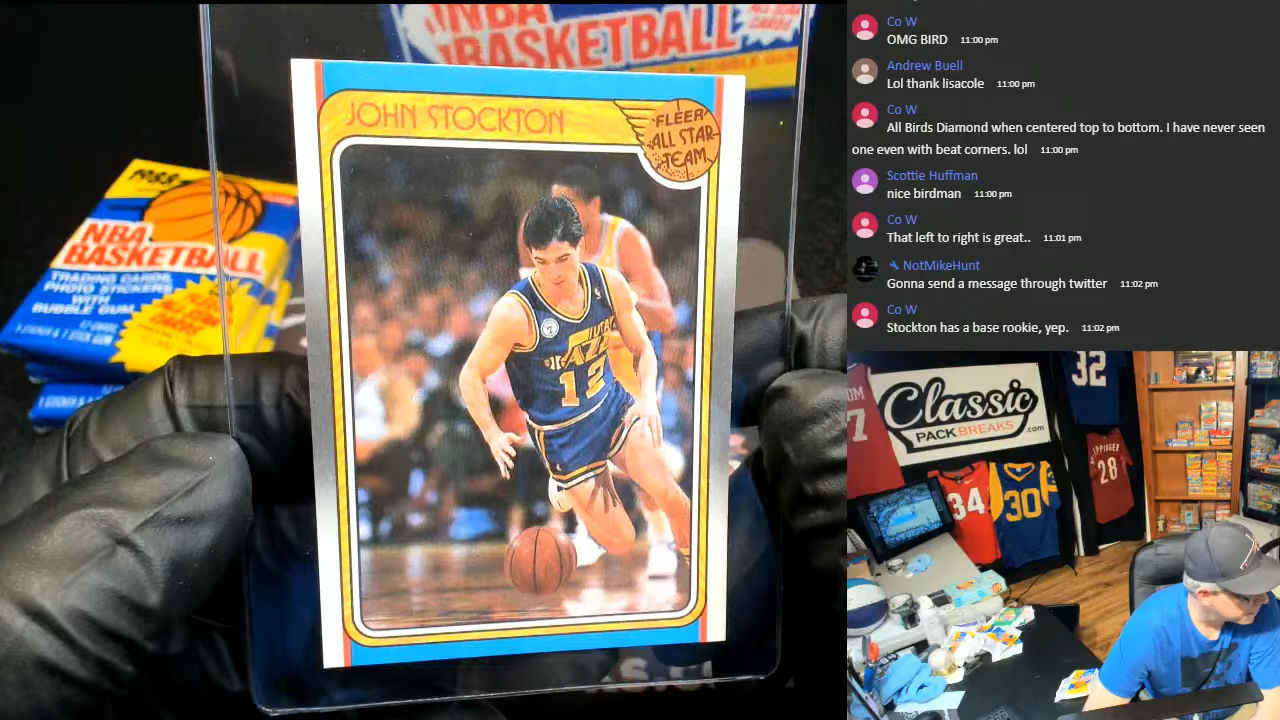 NBA
BASKETBALL
JOHN STOCKTON
FLEER
ALL STAR
TEAM
UTAH
JAZZ
12
1988
NBA
BASKETBALL
TRADING CARDS
PHOTO STICKERS
WITH
BUBBLE GUM
Co W
OMG BIRD 11:00 pm
Andrew Buell
Lol thank lisacole 11:00 pm
Co W
All Birds Diamond when centered top to bottom. I have never seen
one even with beat corners. lol 11:00 pm
Scottie Huffman
nice birdman 11:00 pm
Co W
That left to right is great.. 11:01 pm
NotMikeHunt
Gonna send a message through twitter 11:02 pm
Co W
Stockton has a base rookie, yep. 11:02 pm
Classic
PACK BREAKS.com
32
7
34
30
28